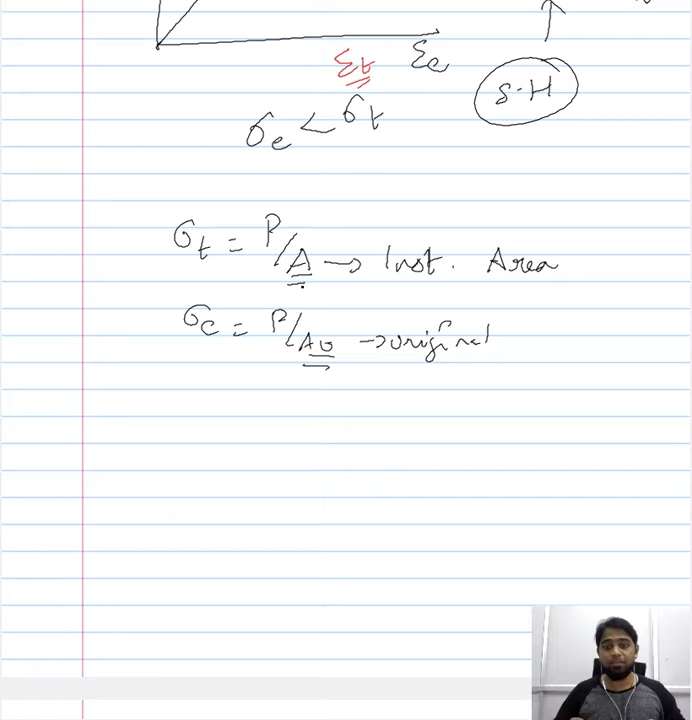 εt εe
S-H
σe < σt
σt = P/A → Inst. Area
σe = P/A0 → original